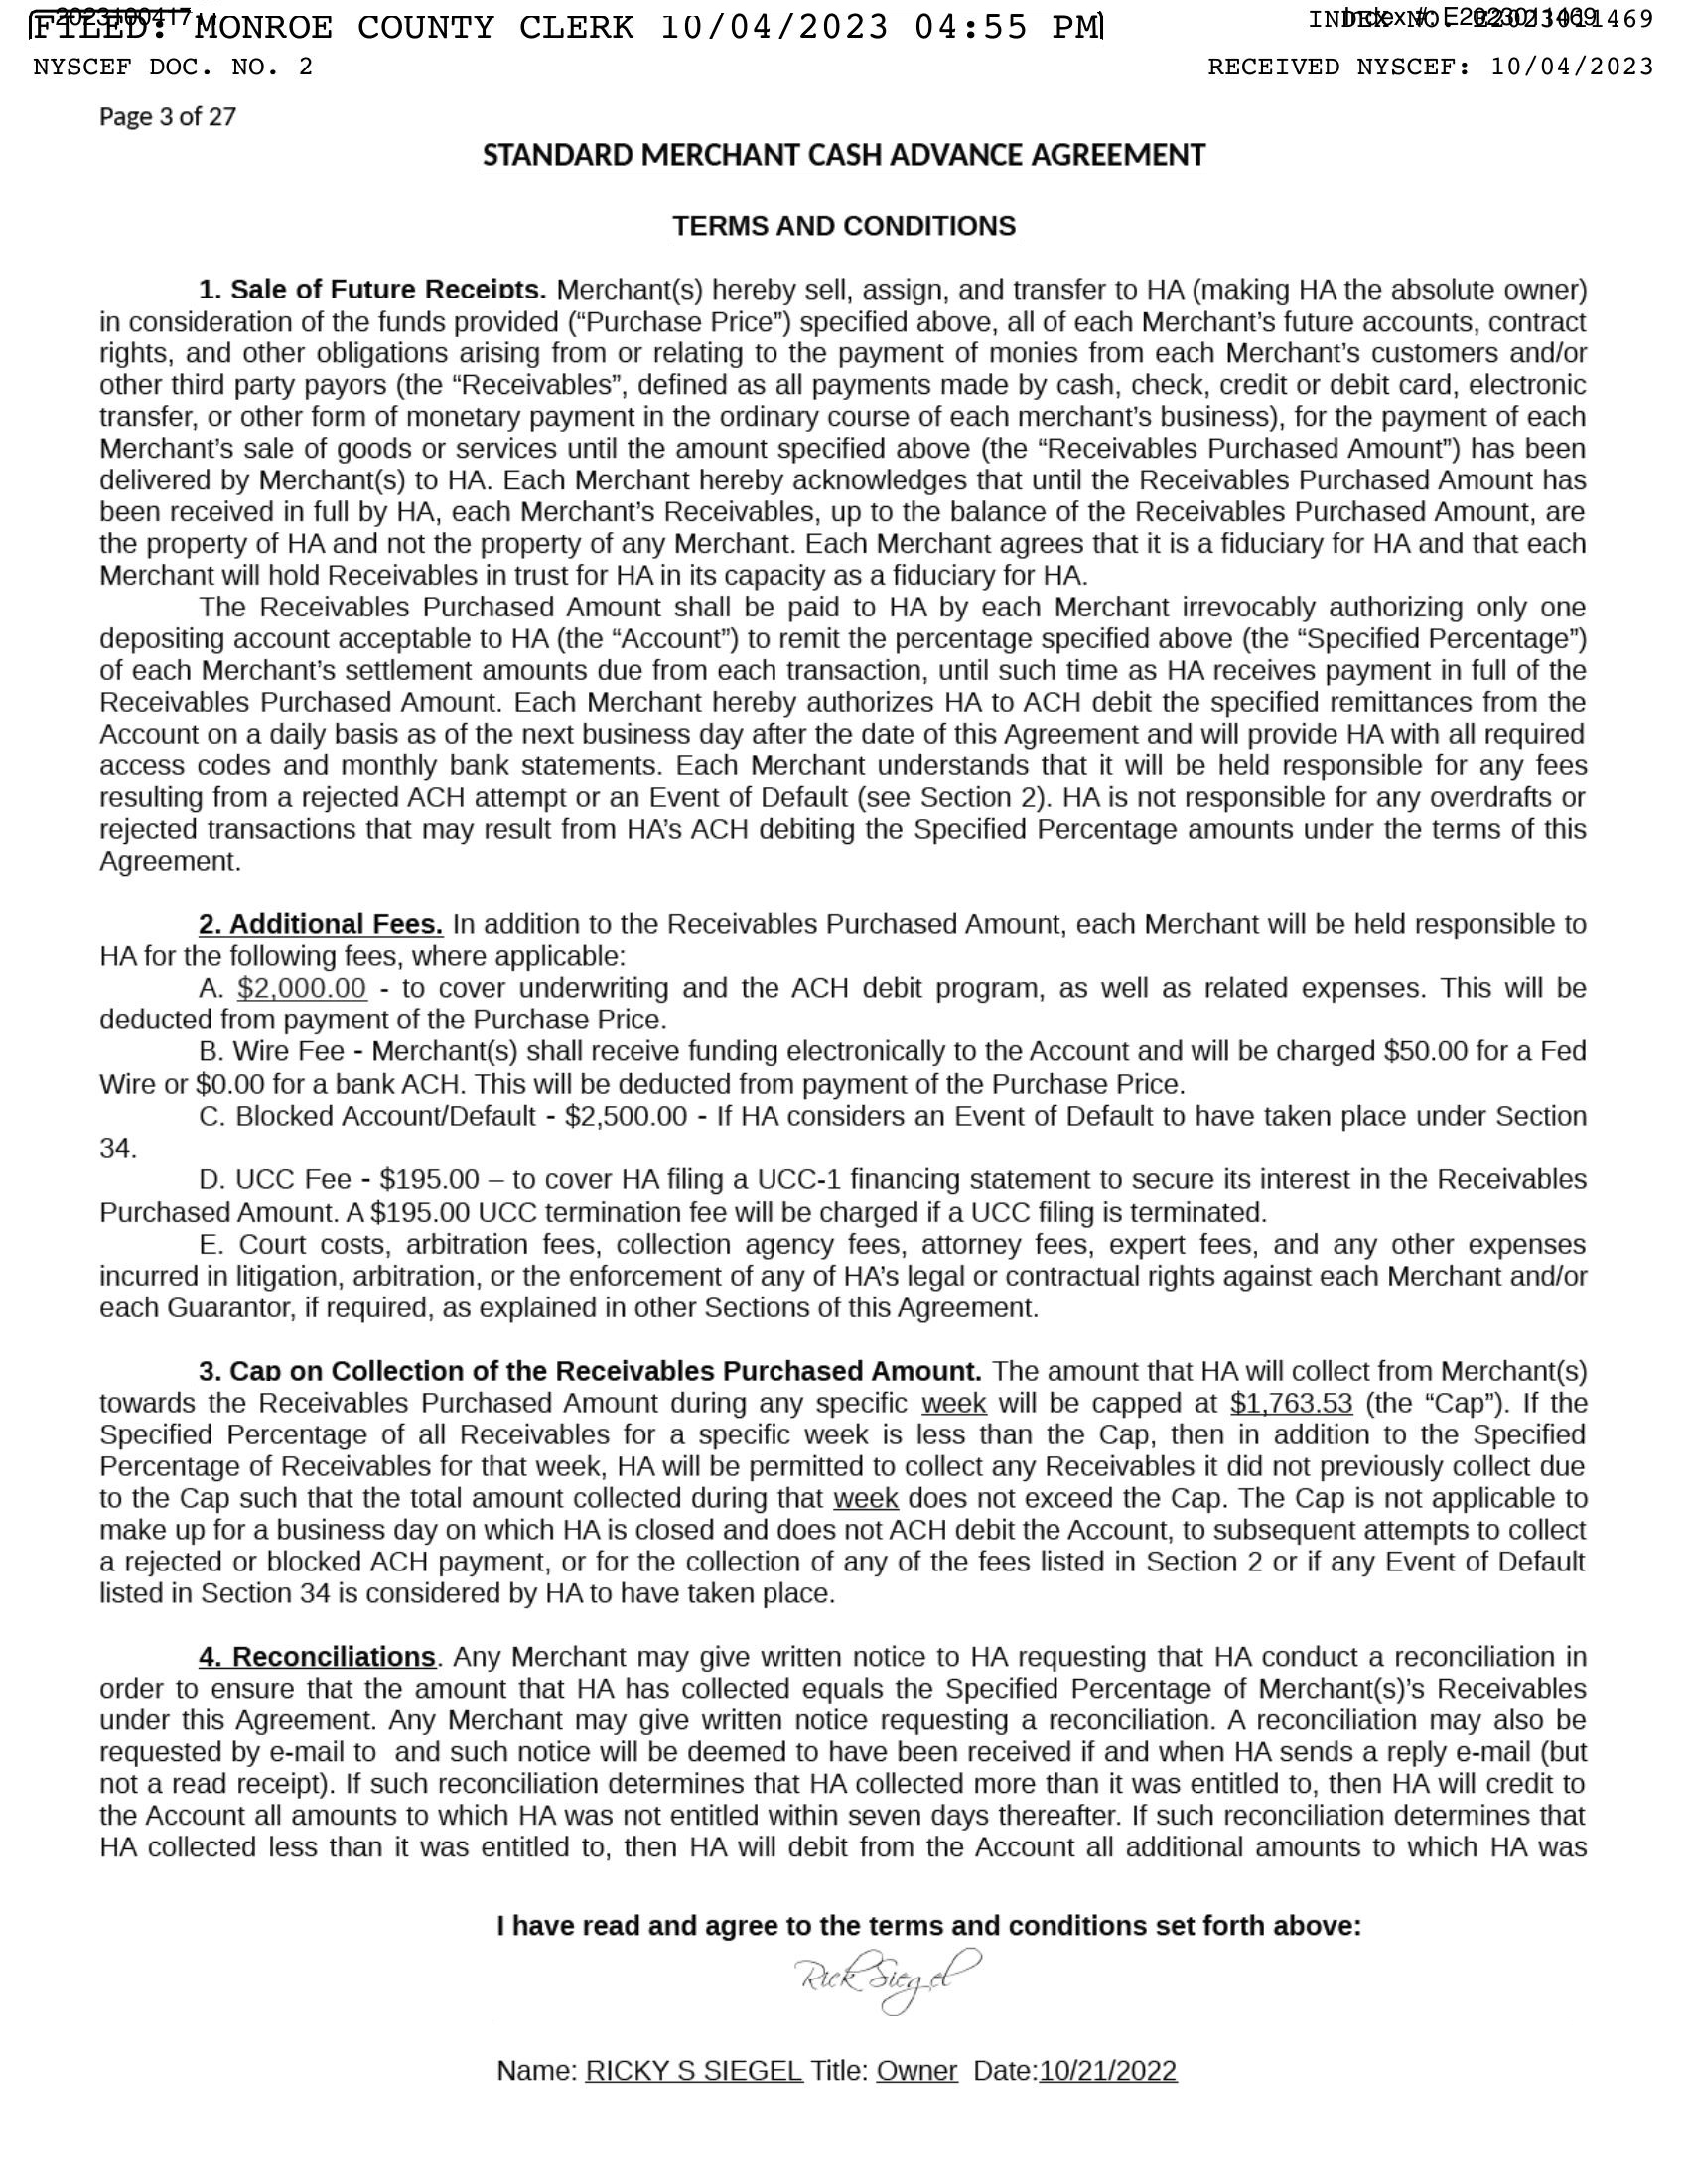 202310041711
FILED: MONROE COUNTY CLERK 10/04/2023 04:55 PM
INDEX NO. E2023011469
Index #: E2023011469
NYSCEF DOC. NO. 2
RECEIVED NYSCEF: 10/04/2023
Page 3 of 27
STANDARD MERCHANT CASH ADVANCE AGREEMENT
TERMS AND CONDITIONS
1. Sale of Future Receipts. Merchant(s) hereby sell, assign, and transfer to HA (making HA the absolute owner)
in consideration of the funds provided (“Purchase Price”) specified above, all of each Merchant’s future accounts, contract
rights, and other obligations arising from or relating to the payment of monies from each Merchant’s customers and/or
other third party payors (the “Receivables”, defined as all payments made by cash, check, credit or debit card, electronic
transfer, or other form of monetary payment in the ordinary course of each merchant’s business), for the payment of each
Merchant’s sale of goods or services until the amount specified above (the “Receivables Purchased Amount”) has been
delivered by Merchant(s) to HA. Each Merchant hereby acknowledges that until the Receivables Purchased Amount has
been received in full by HA, each Merchant’s Receivables, up to the balance of the Receivables Purchased Amount, are
the property of HA and not the property of any Merchant. Each Merchant agrees that it is a fiduciary for HA and that each
Merchant will hold Receivables in trust for HA in its capacity as a fiduciary for HA.
The Receivables Purchased Amount shall be paid to HA by each Merchant irrevocably authorizing only one
depositing account acceptable to HA (the “Account”) to remit the percentage specified above (the “Specified Percentage”)
of each Merchant’s settlement amounts due from each transaction, until such time as HA receives payment in full of the
Receivables Purchased Amount. Each Merchant hereby authorizes HA to ACH debit the specified remittances from the
Account on a daily basis as of the next business day after the date of this Agreement and will provide HA with all required
access codes and monthly bank statements. Each Merchant understands that it will be held responsible for any fees
resulting from a rejected ACH attempt or an Event of Default (see Section 2). HA is not responsible for any overdrafts or
rejected transactions that may result from HA’s ACH debiting the Specified Percentage amounts under the terms of this
Agreement.
2. Additional Fees. In addition to the Receivables Purchased Amount, each Merchant will be held responsible to
HA for the following fees, where applicable:
A. $2,000.00 - to cover underwriting and the ACH debit program, as well as related expenses. This will be
deducted from payment of the Purchase Price.
B. Wire Fee - Merchant(s) shall receive funding electronically to the Account and will be charged $50.00 for a Fed
Wire or $0.00 for a bank ACH. This will be deducted from payment of the Purchase Price.
C. Blocked Account/Default - $2,500.00 - If HA considers an Event of Default to have taken place under Section
34.
D. UCC Fee - $195.00 – to cover HA filing a UCC-1 financing statement to secure its interest in the Receivables
Purchased Amount. A $195.00 UCC termination fee will be charged if a UCC filing is terminated.
E. Court costs, arbitration fees, collection agency fees, attorney fees, expert fees, and any other expenses
incurred in litigation, arbitration, or the enforcement of any of HA’s legal or contractual rights against each Merchant and/or
each Guarantor, if required, as explained in other Sections of this Agreement.
3. Cap on Collection of the Receivables Purchased Amount. The amount that HA will collect from Merchant(s)
towards the Receivables Purchased Amount during any specific week will be capped at $1,763.53 (the “Cap”). If the
Specified Percentage of all Receivables for a specific week is less than the Cap, then in addition to the Specified
Percentage of Receivables for that week, HA will be permitted to collect any Receivables it did not previously collect due
to the Cap such that the total amount collected during that week does not exceed the Cap. The Cap is not applicable to
make up for a business day on which HA is closed and does not ACH debit the Account, to subsequent attempts to collect
a rejected or blocked ACH payment, or for the collection of any of the fees listed in Section 2 or if any Event of Default
listed in Section 34 is considered by HA to have taken place.
4. Reconciliations. Any Merchant may give written notice to HA requesting that HA conduct a reconciliation in
order to ensure that the amount that HA has collected equals the Specified Percentage of Merchant(s)’s Receivables
under this Agreement. Any Merchant may give written notice requesting a reconciliation. A reconciliation may also be
requested by e-mail to and such notice will be deemed to have been received if and when HA sends a reply e-mail (but
not a read receipt). If such reconciliation determines that HA collected more than it was entitled to, then HA will credit to
the Account all amounts to which HA was not entitled within seven days thereafter. If such reconciliation determines that
HA collected less than it was entitled to, then HA will debit from the Account all additional amounts to which HA was
I have read and agree to the terms and conditions set forth above:
Rick Siegel
Name: RICKY S SIEGEL Title: Owner Date:10/21/2022